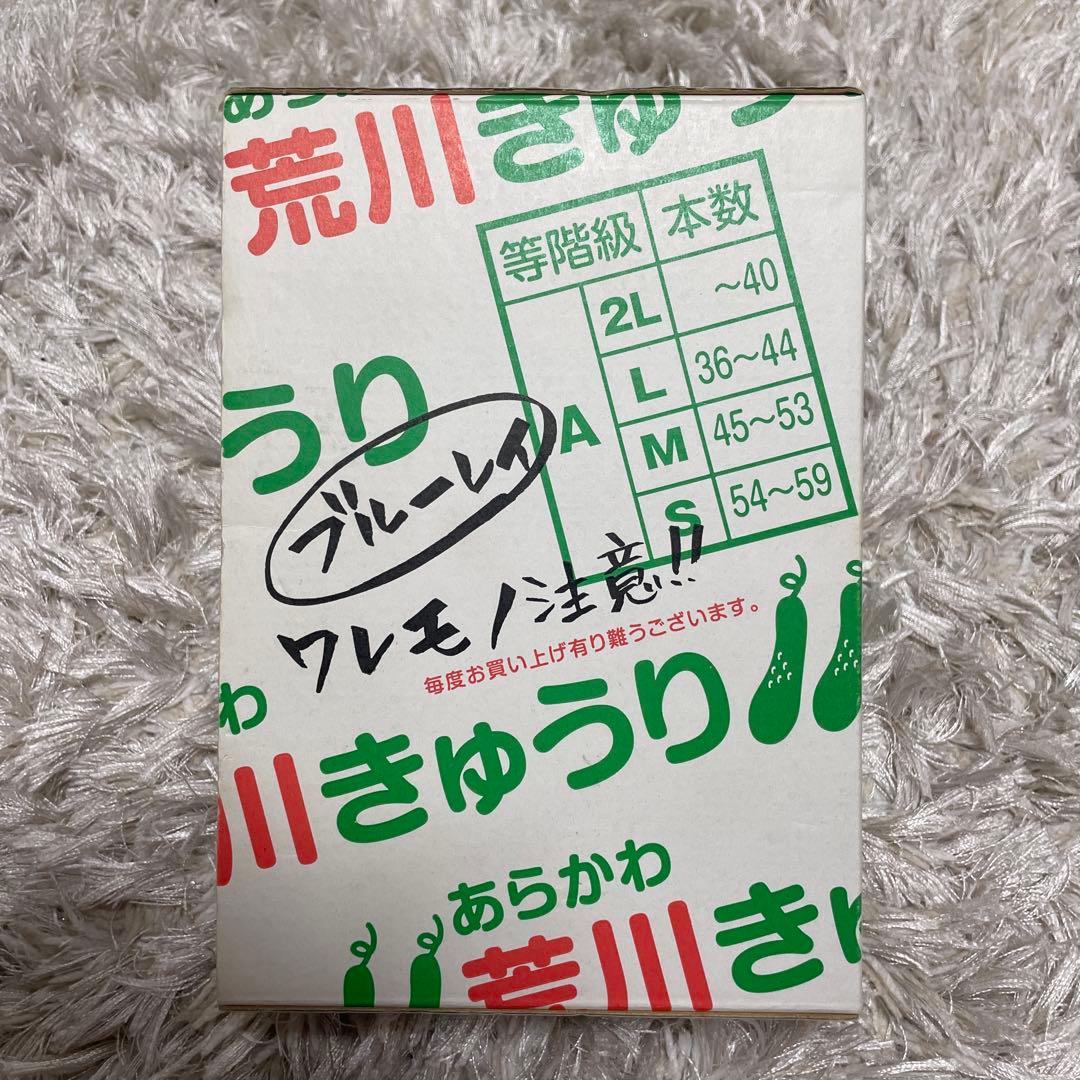 あら
荒川きゅう
等階級 本数
A 2L ～40
L 36～44
M 45～53
S 54～59
うり
ブルーレイ
ワレモノ注意!!
毎度お買い上げ有り難うございます。
わ
川きゅうり
あらかわ
荒川きゅ